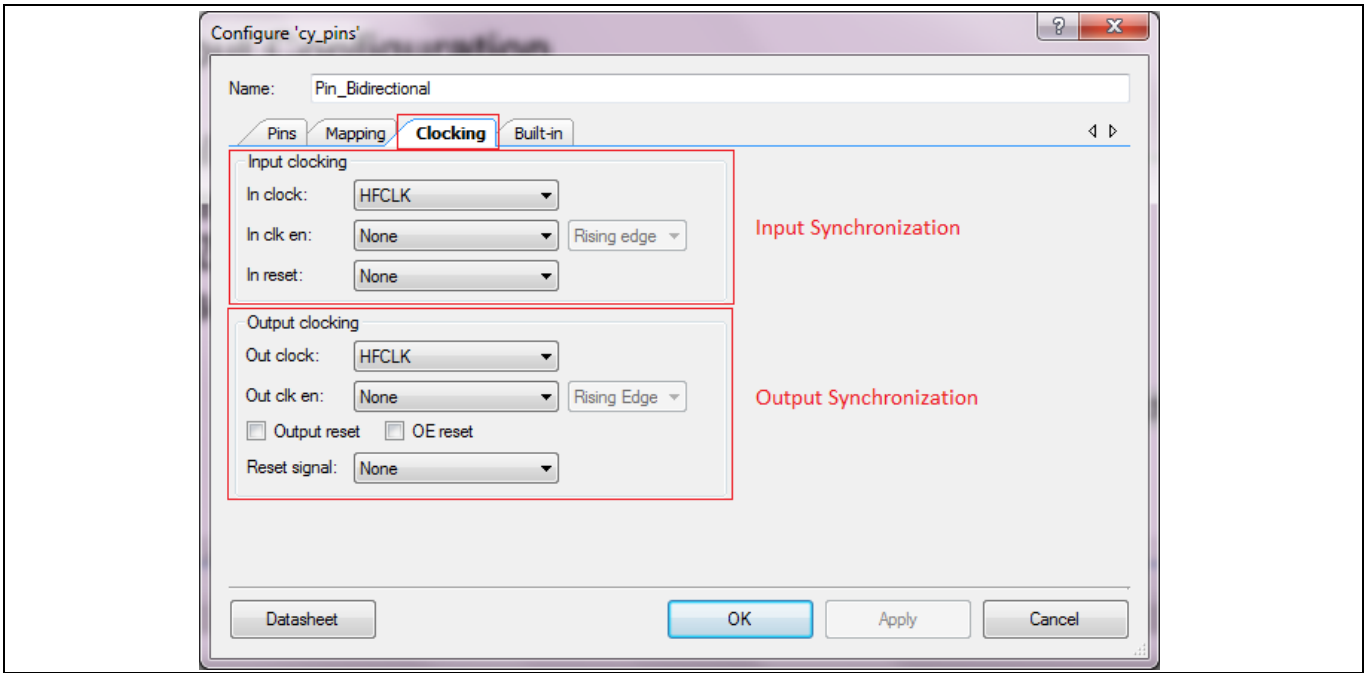 Configure 'cy_pins'
Name: Pin_Bidirectional
Pins Mapping Clocking Built-in
Input clocking
In clock: HFCLK
In clk en: None Rising edge
Input Synchronization
In reset: None
Output clocking
Out clock: HFCLK
Out clk en: None Rising Edge
Output Synchronization
Output reset OE reset
Reset signal: None
Datasheet OK Apply Cancel